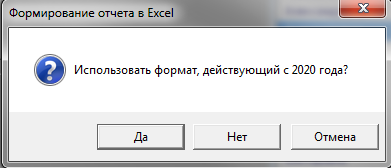 Формирование отчета в Excel
Использовать формат, действующий с 2020 года?
Да
Нет
Отмена